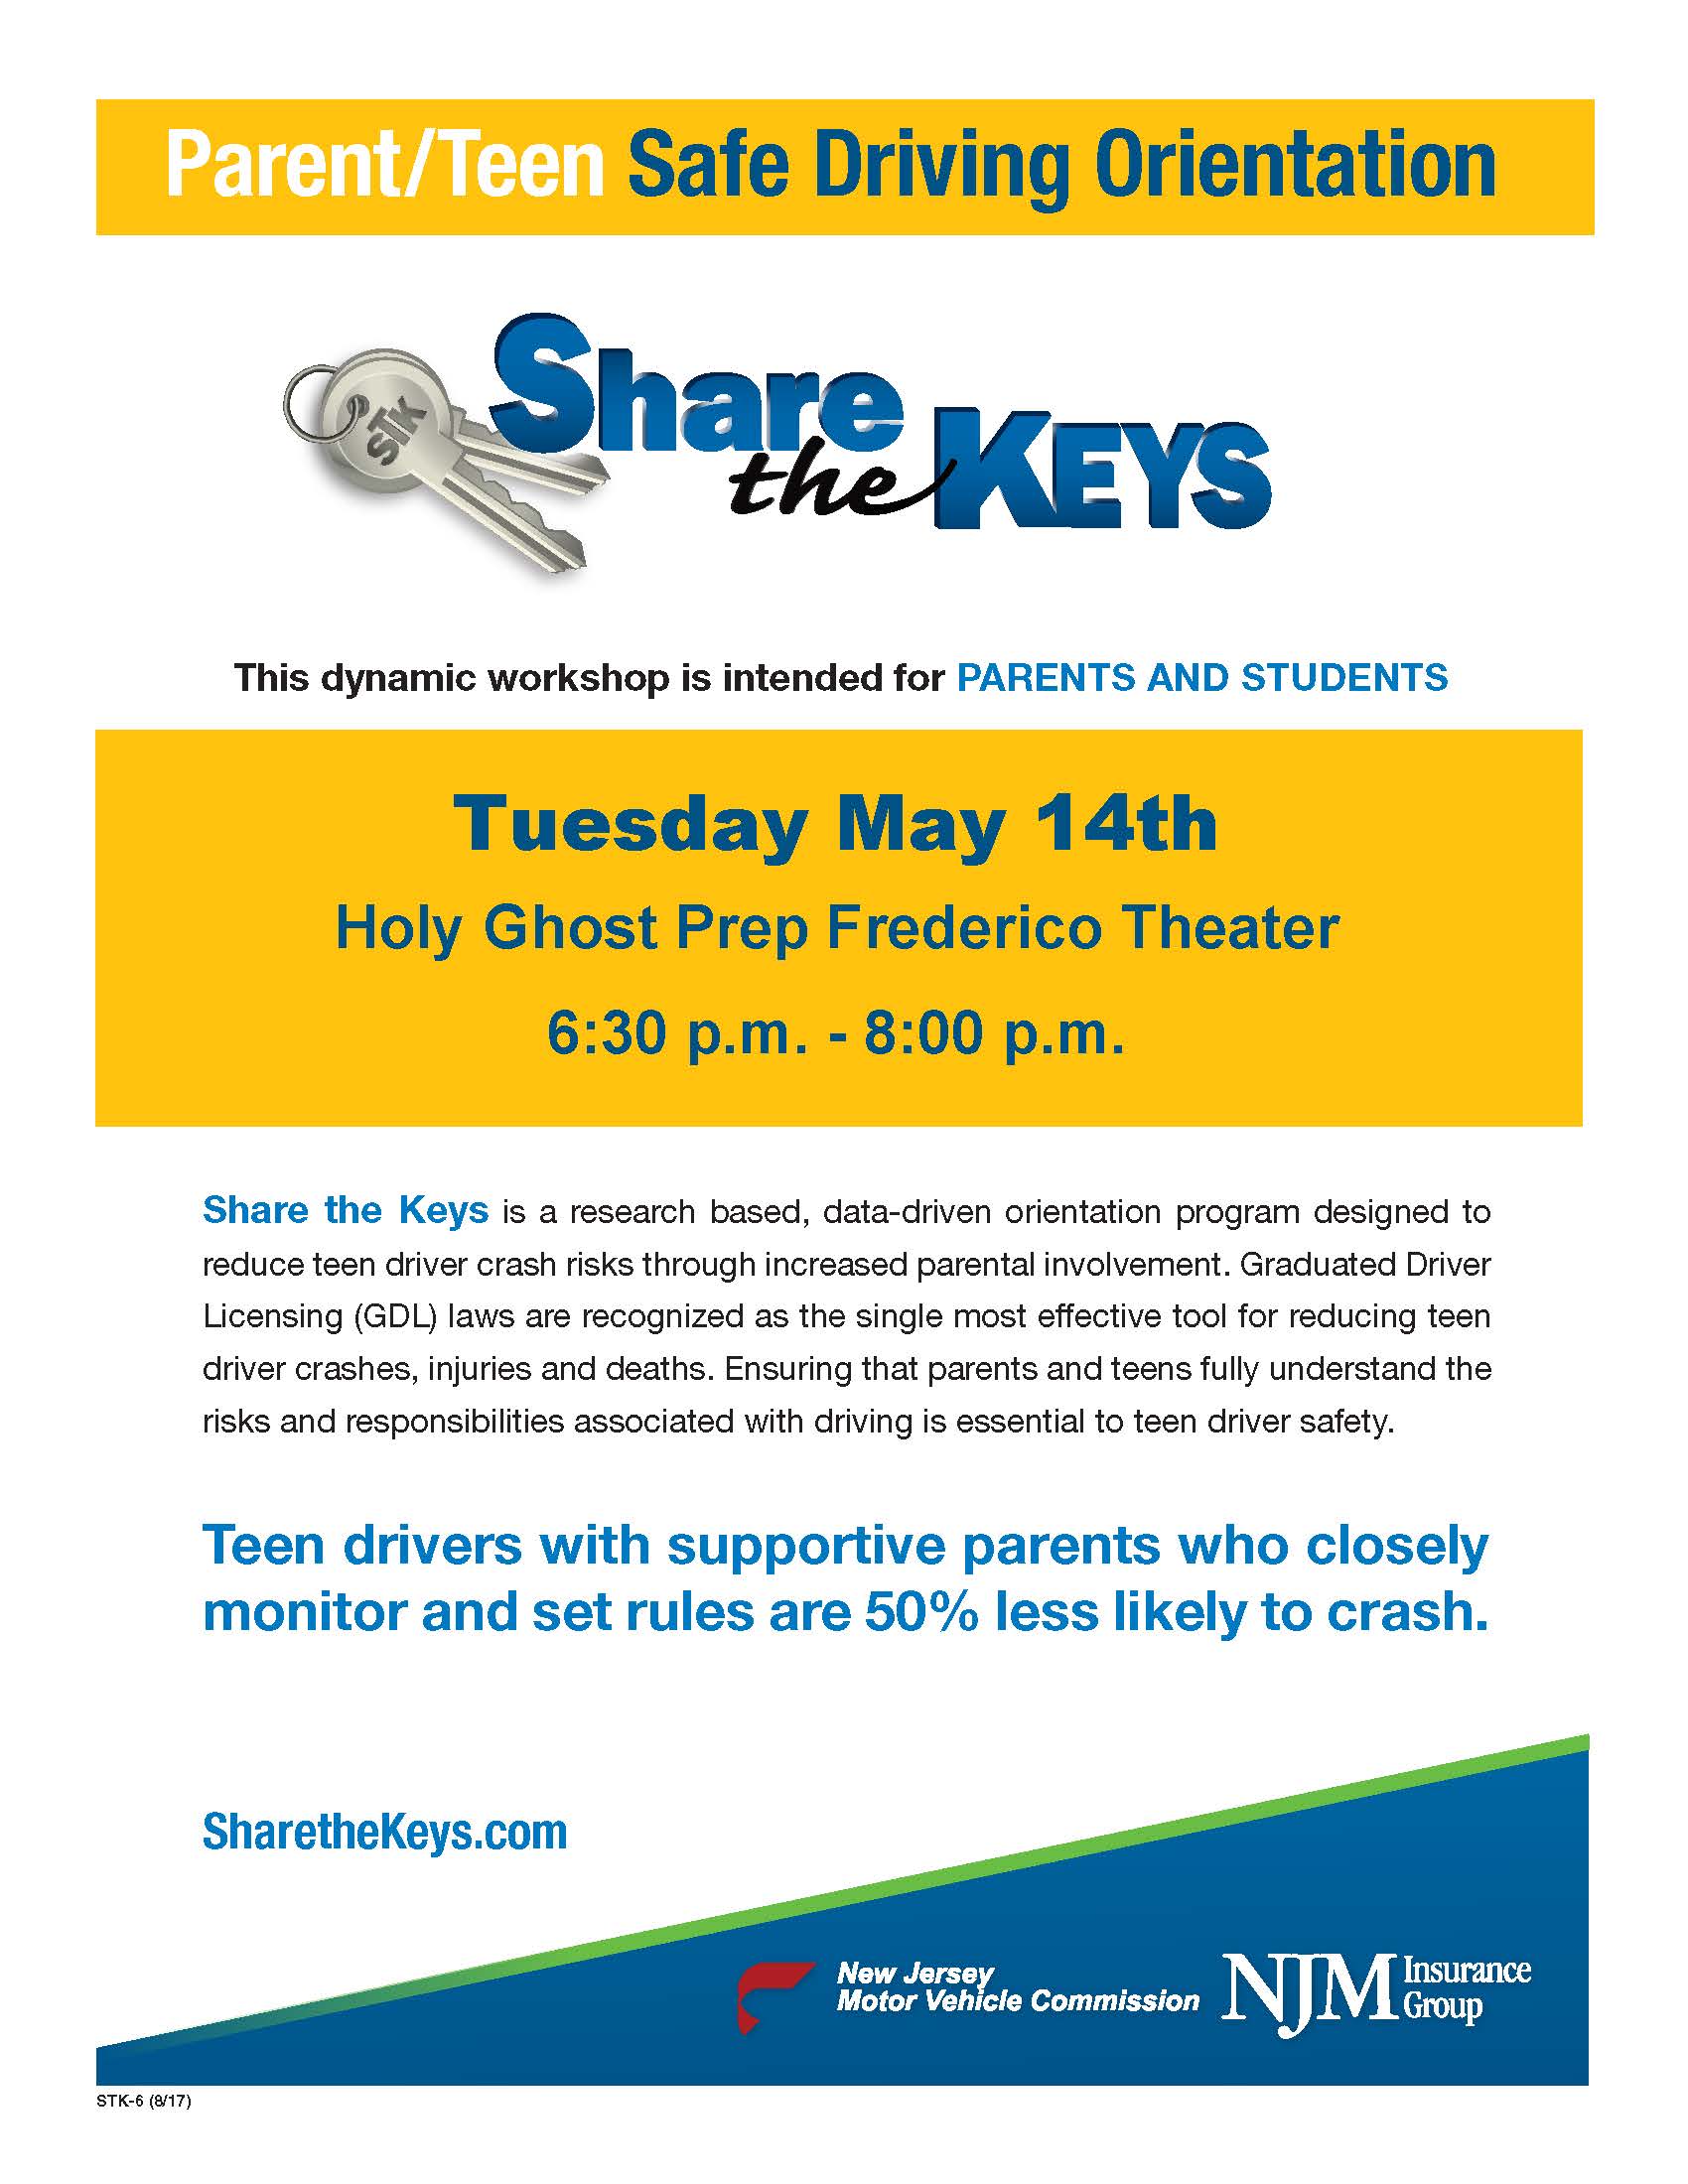 Parent/Teen Safe Driving Orientation
STK
Share
the KEYS
This dynamic workshop is intended for PARENTS AND STUDENTS
Tuesday May 14th
Holy Ghost Prep Frederico Theater
6:30 p.m. - 8:00 p.m.
Share the Keys is a research based, data-driven orientation program designed to
reduce teen driver crash risks through increased parental involvement. Graduated Driver
Licensing (GDL) laws are recognized as the single most effective tool for reducing teen
driver crashes, injuries and deaths. Ensuring that parents and teens fully understand the
risks and responsibilities associated with driving is essential to teen driver safety.
Teen drivers with supportive parents who closely
monitor and set rules are 50% less likely to crash.
SharetheKeys.com
New Jersey
Motor Vehicle Commission
NJM Insurance
Group
STK-6 (8/17)